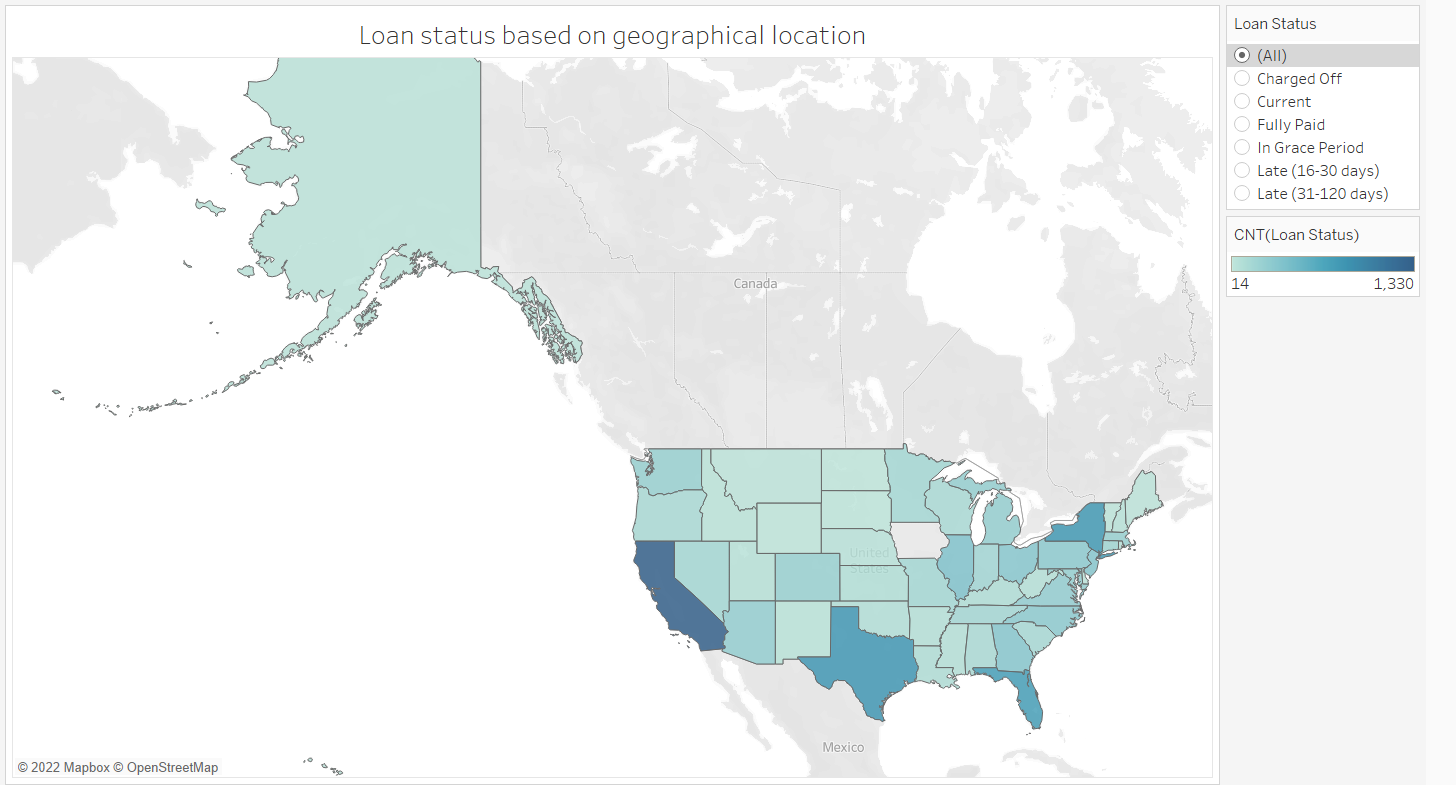 Loan status based on geographical location
Loan Status
(All)
Charged Off
Current
Fully Paid
In Grace Period
Late (16-30 days)
Late (31-120 days)
CNT(Loan Status)
14 1,330
Canada
United
States
Mexico
© 2022 Mapbox © OpenStreetMap